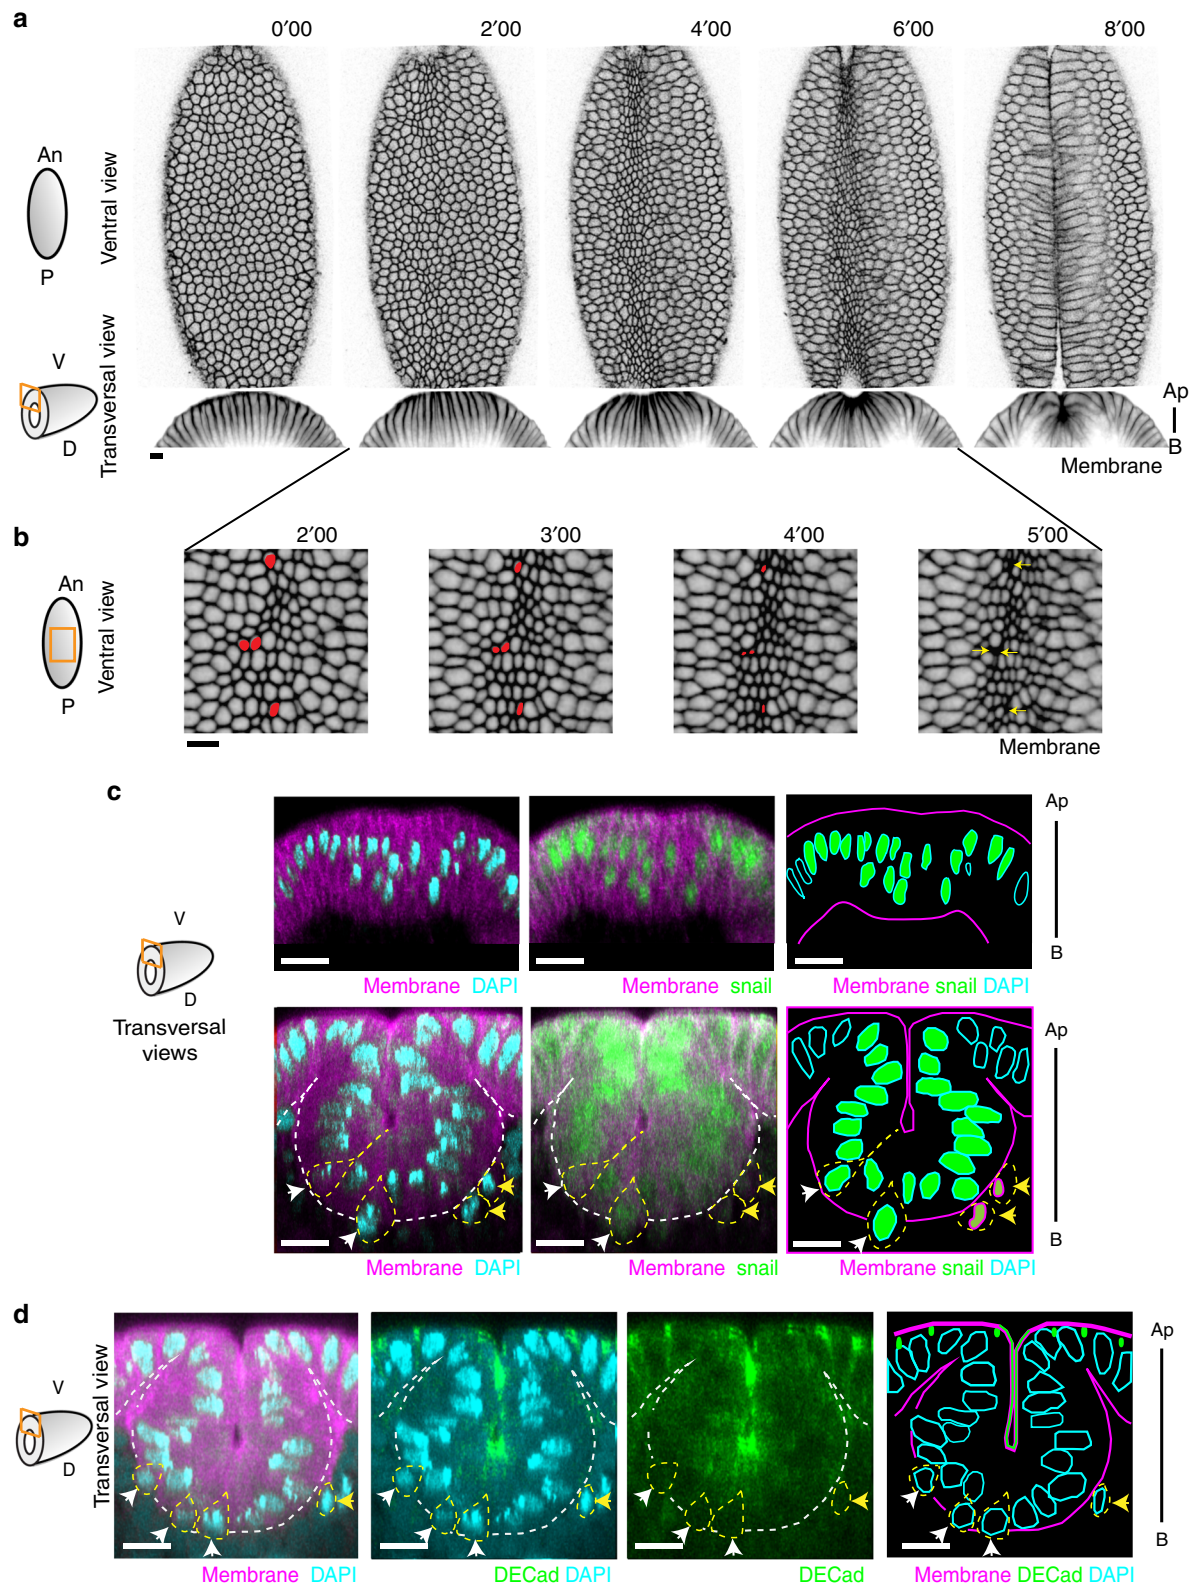 a
0′00 2′00 4′00 6′00 8′00
An
P
Ventral view
V
D
Transversal view
Ap
B
Membrane
b
2′00 3′00 4′00 5′00
An
P
Ventral view
Membrane
c
Ap
B
V
D
Transversal
views
Membrane DAPI
Membrane snail
Membrane snail DAPI
Ap
B
Membrane DAPI
Membrane snail
Membrane snail DAPI
d
V
D
Transversal view
Ap
B
Membrane DAPI
DECad DAPI
DECad
Membrane DECad DAPI